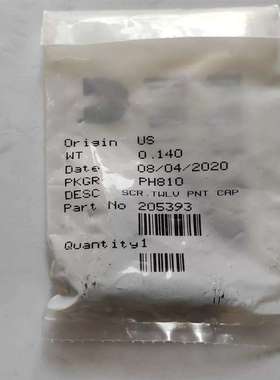 Origin US
WT 0.140
Date 08/04/2020
PKGR PH810
DESC SCR.TWLV PNT CAP
Part No 205393
Quantity1